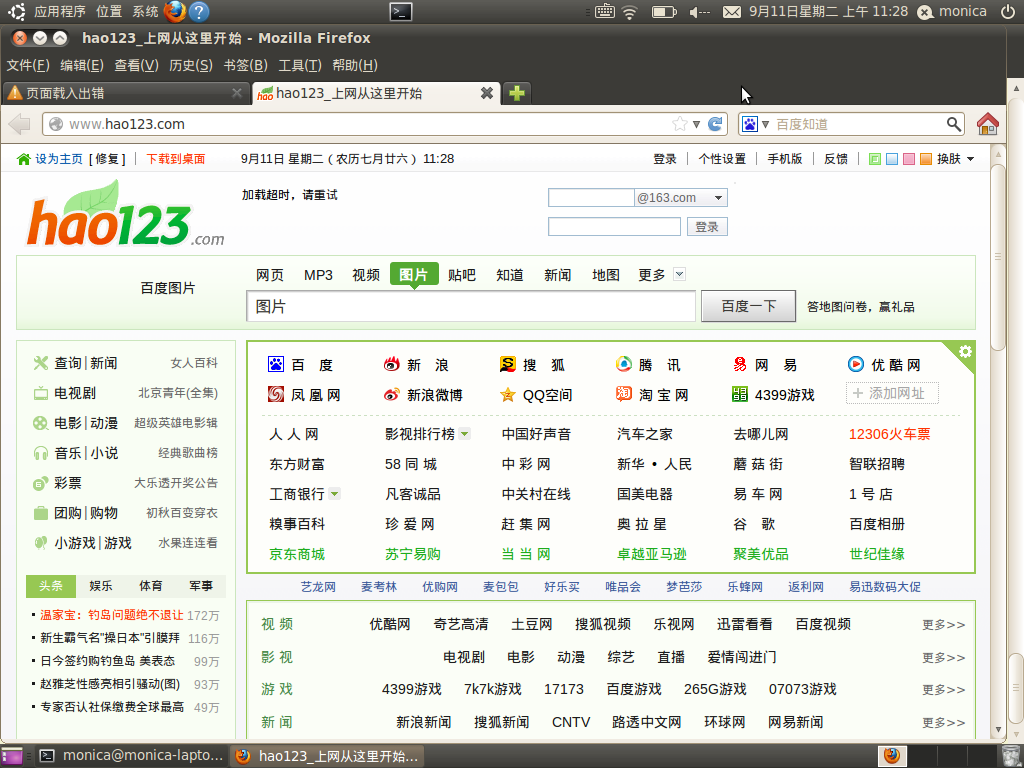 应用程序 位置 系统 9月11日星期二 上午 11:28 monica
hao123_上网从这里开始 - Mozilla Firefox
文件(F) 编辑(E) 查看(V) 历史(S) 书签(B) 工具(T) 帮助(H)
页面载入出错 hao123_上网从这里开始
www.hao123.com 百度知道
设为主页 [修复] 下载到桌面 9月11日 星期二（农历七月廿六）11:28 登录 个性设置 手机版 反馈 换肤
hao123.com 加载超时，请重试 @163.com
登录
网页 MP3 视频 图片 贴吧 知道 新闻 地图 更多
百度图片
图片 百度一下 答地图问卷，赢礼品
查询|新闻 女人百科
电视剧 北京青年(全集)
电影|动漫 超级英雄电影辑
音乐|小说 经典歌曲榜
彩票 大乐透开奖公告
团购|购物 初秋百变穿衣
小游戏|游戏 水果连连看
头条 娱乐 体育 军事
温家宝：钓岛问题绝不退让 172万
新生霸气名"操日本"引膜拜 116万
日今签约购钓鱼岛 美表态 99万
赵雅芝性感亮相引骚动(图) 93万
专家否认社保缴费全球最高 49万
百 度 新 浪 搜 狐 腾 讯 网 易 优 酷 网
凤 凰 网 新浪微博 QQ空间 淘 宝 网 4399游戏 添加网址
人 人 网 影视排行榜 中国好声音 汽车之家 去哪儿网 12306火车票
东方财富 58 同 城 中 彩 网 新华 • 人民 蘑 菇 街 智联招聘
工商银行 凡客诚品 中关村在线 国美电器 易 车 网 1 号 店
糗事百科 珍 爱 网 赶 集 网 奥 拉 星 谷 歌 百度相册
京东商城 苏宁易购 当 当 网 卓越亚马逊 聚美优品 世纪佳缘
艺龙网 麦考林 优购网 麦包包 好乐买 唯品会 梦芭莎 乐蜂网 返利网 易迅数码大促
视 频 优酷网 奇艺高清 土豆网 搜狐视频 乐视网 迅雷看看 百度视频 更多>>
影 视 电视剧 电影 动漫 综艺 直播 爱情闯进门 更多>>
游 戏 4399游戏 7k7k游戏 17173 百度游戏 265G游戏 07073游戏 更多>>
新 闻 新浪新闻 搜狐新闻 CNTV 路透中文网 环球网 网易新闻 更多>>
monica@monica-lapto... hao123_上网从这里开始...